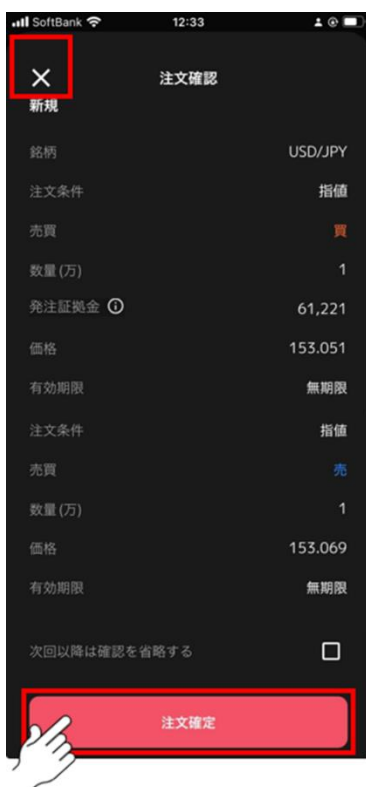 SoftBank 12:33
注文確認
新規
銘柄 USD/JPY
注文条件 指値
売買 買
数量(万) 1
発注証拠金 61,221
価格 153.051
有効期限 無期限
注文条件 指値
売買 売
数量(万) 1
価格 153.069
有効期限 無期限
次回以降は確認を省略する
注文確定